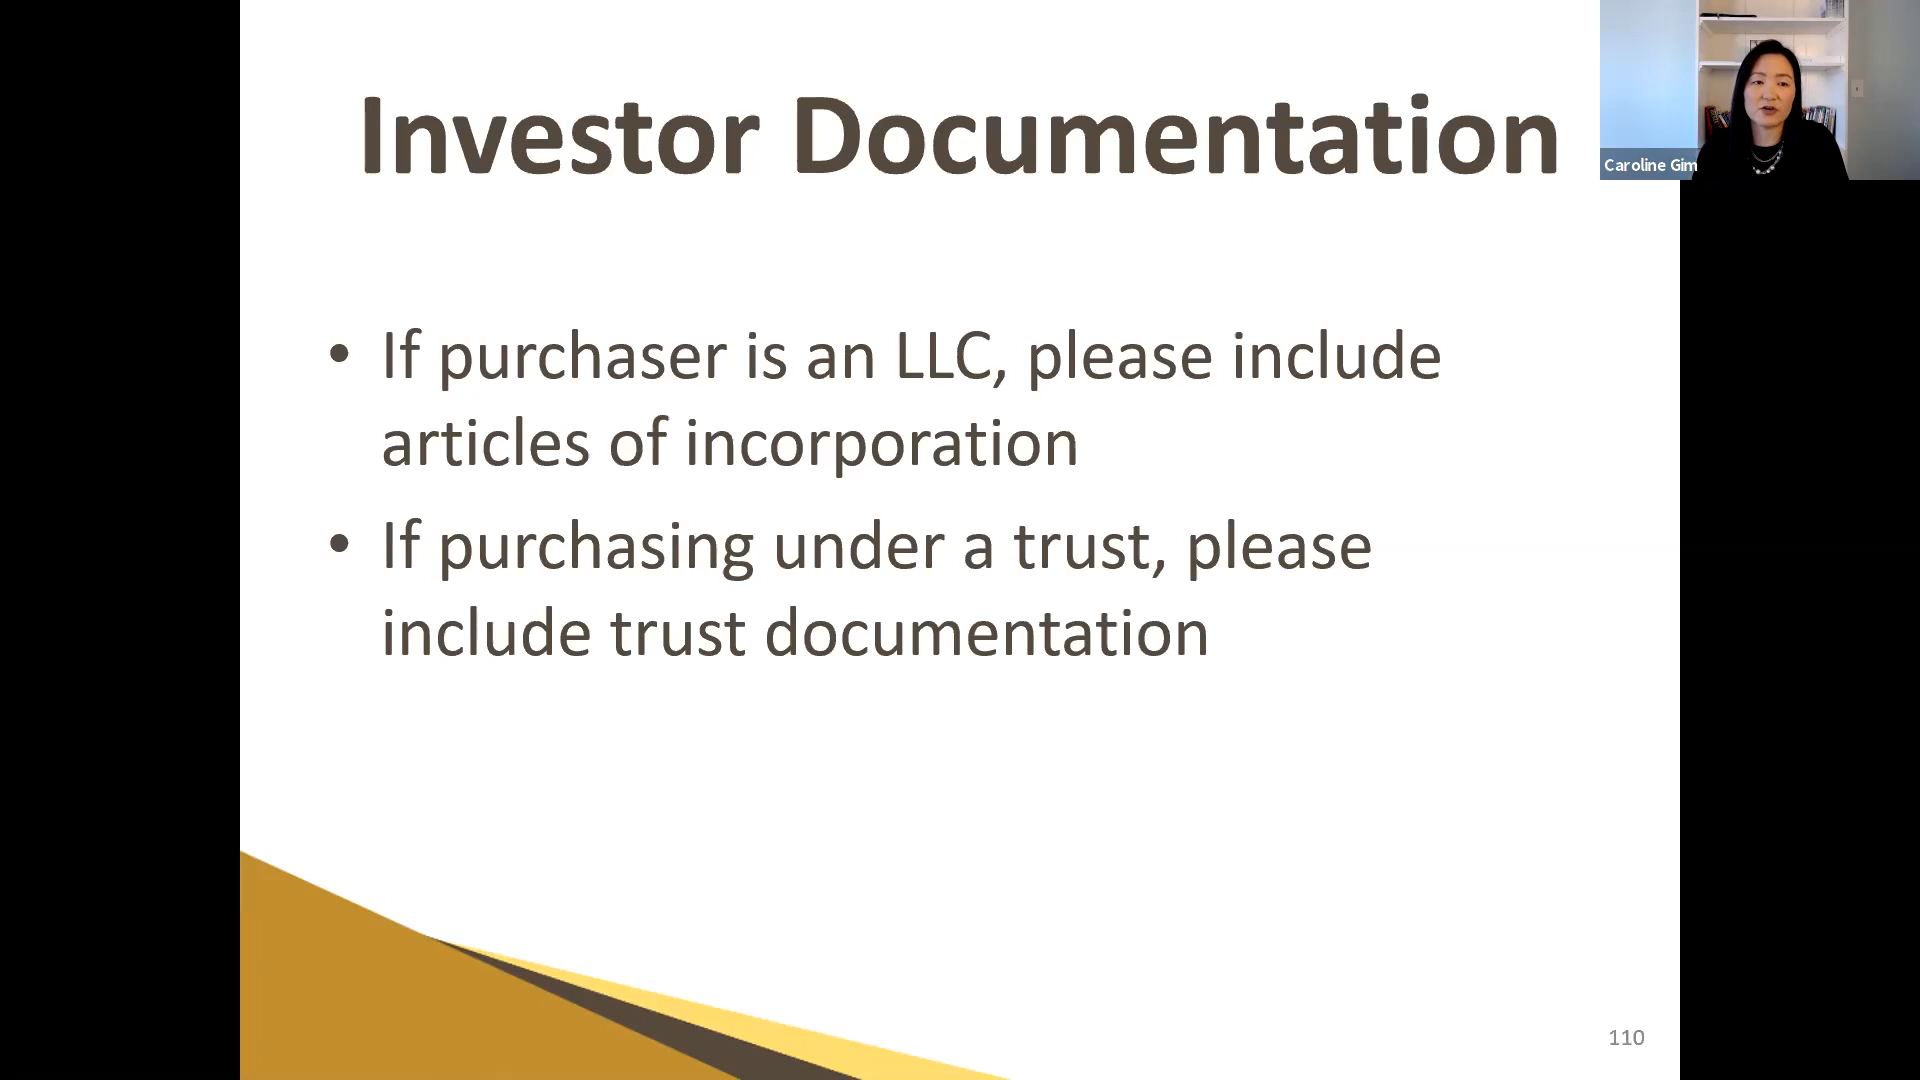 Investor Documentation
Caroline Gim
• If purchaser is an LLC, please include
articles of incorporation
• If purchasing under a trust, please
include trust documentation
110